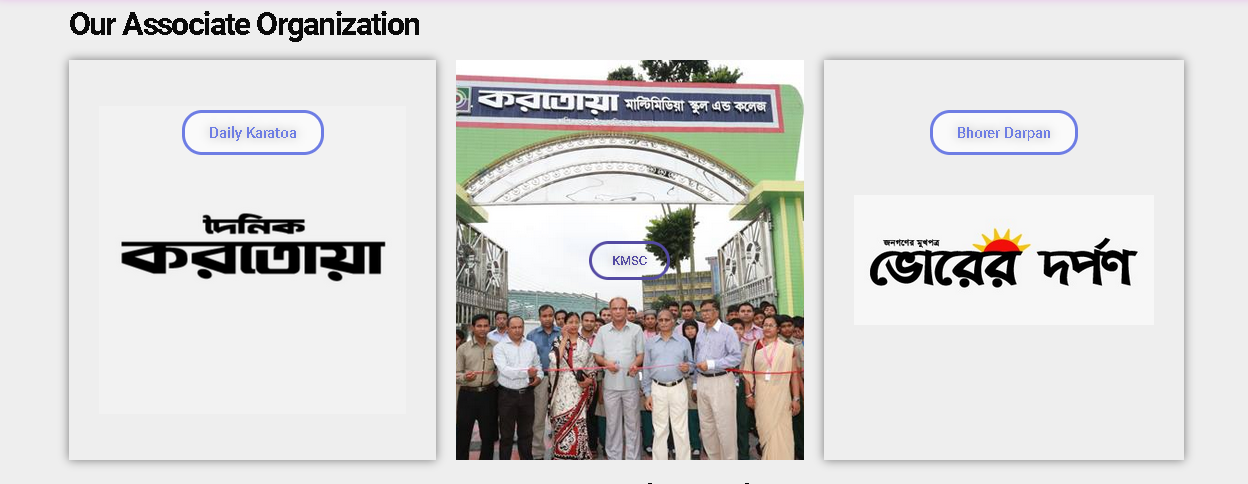 Our Associate Organization
Daily Karatoa
দৈনিক
করতোয়া
করতোয়া মাল্টিমিডিয়া স্কুল এন্ড কলেজ
KMSC
Bhorer Darpan
জনগণের মুখপত্র
ভোরের দর্পণ